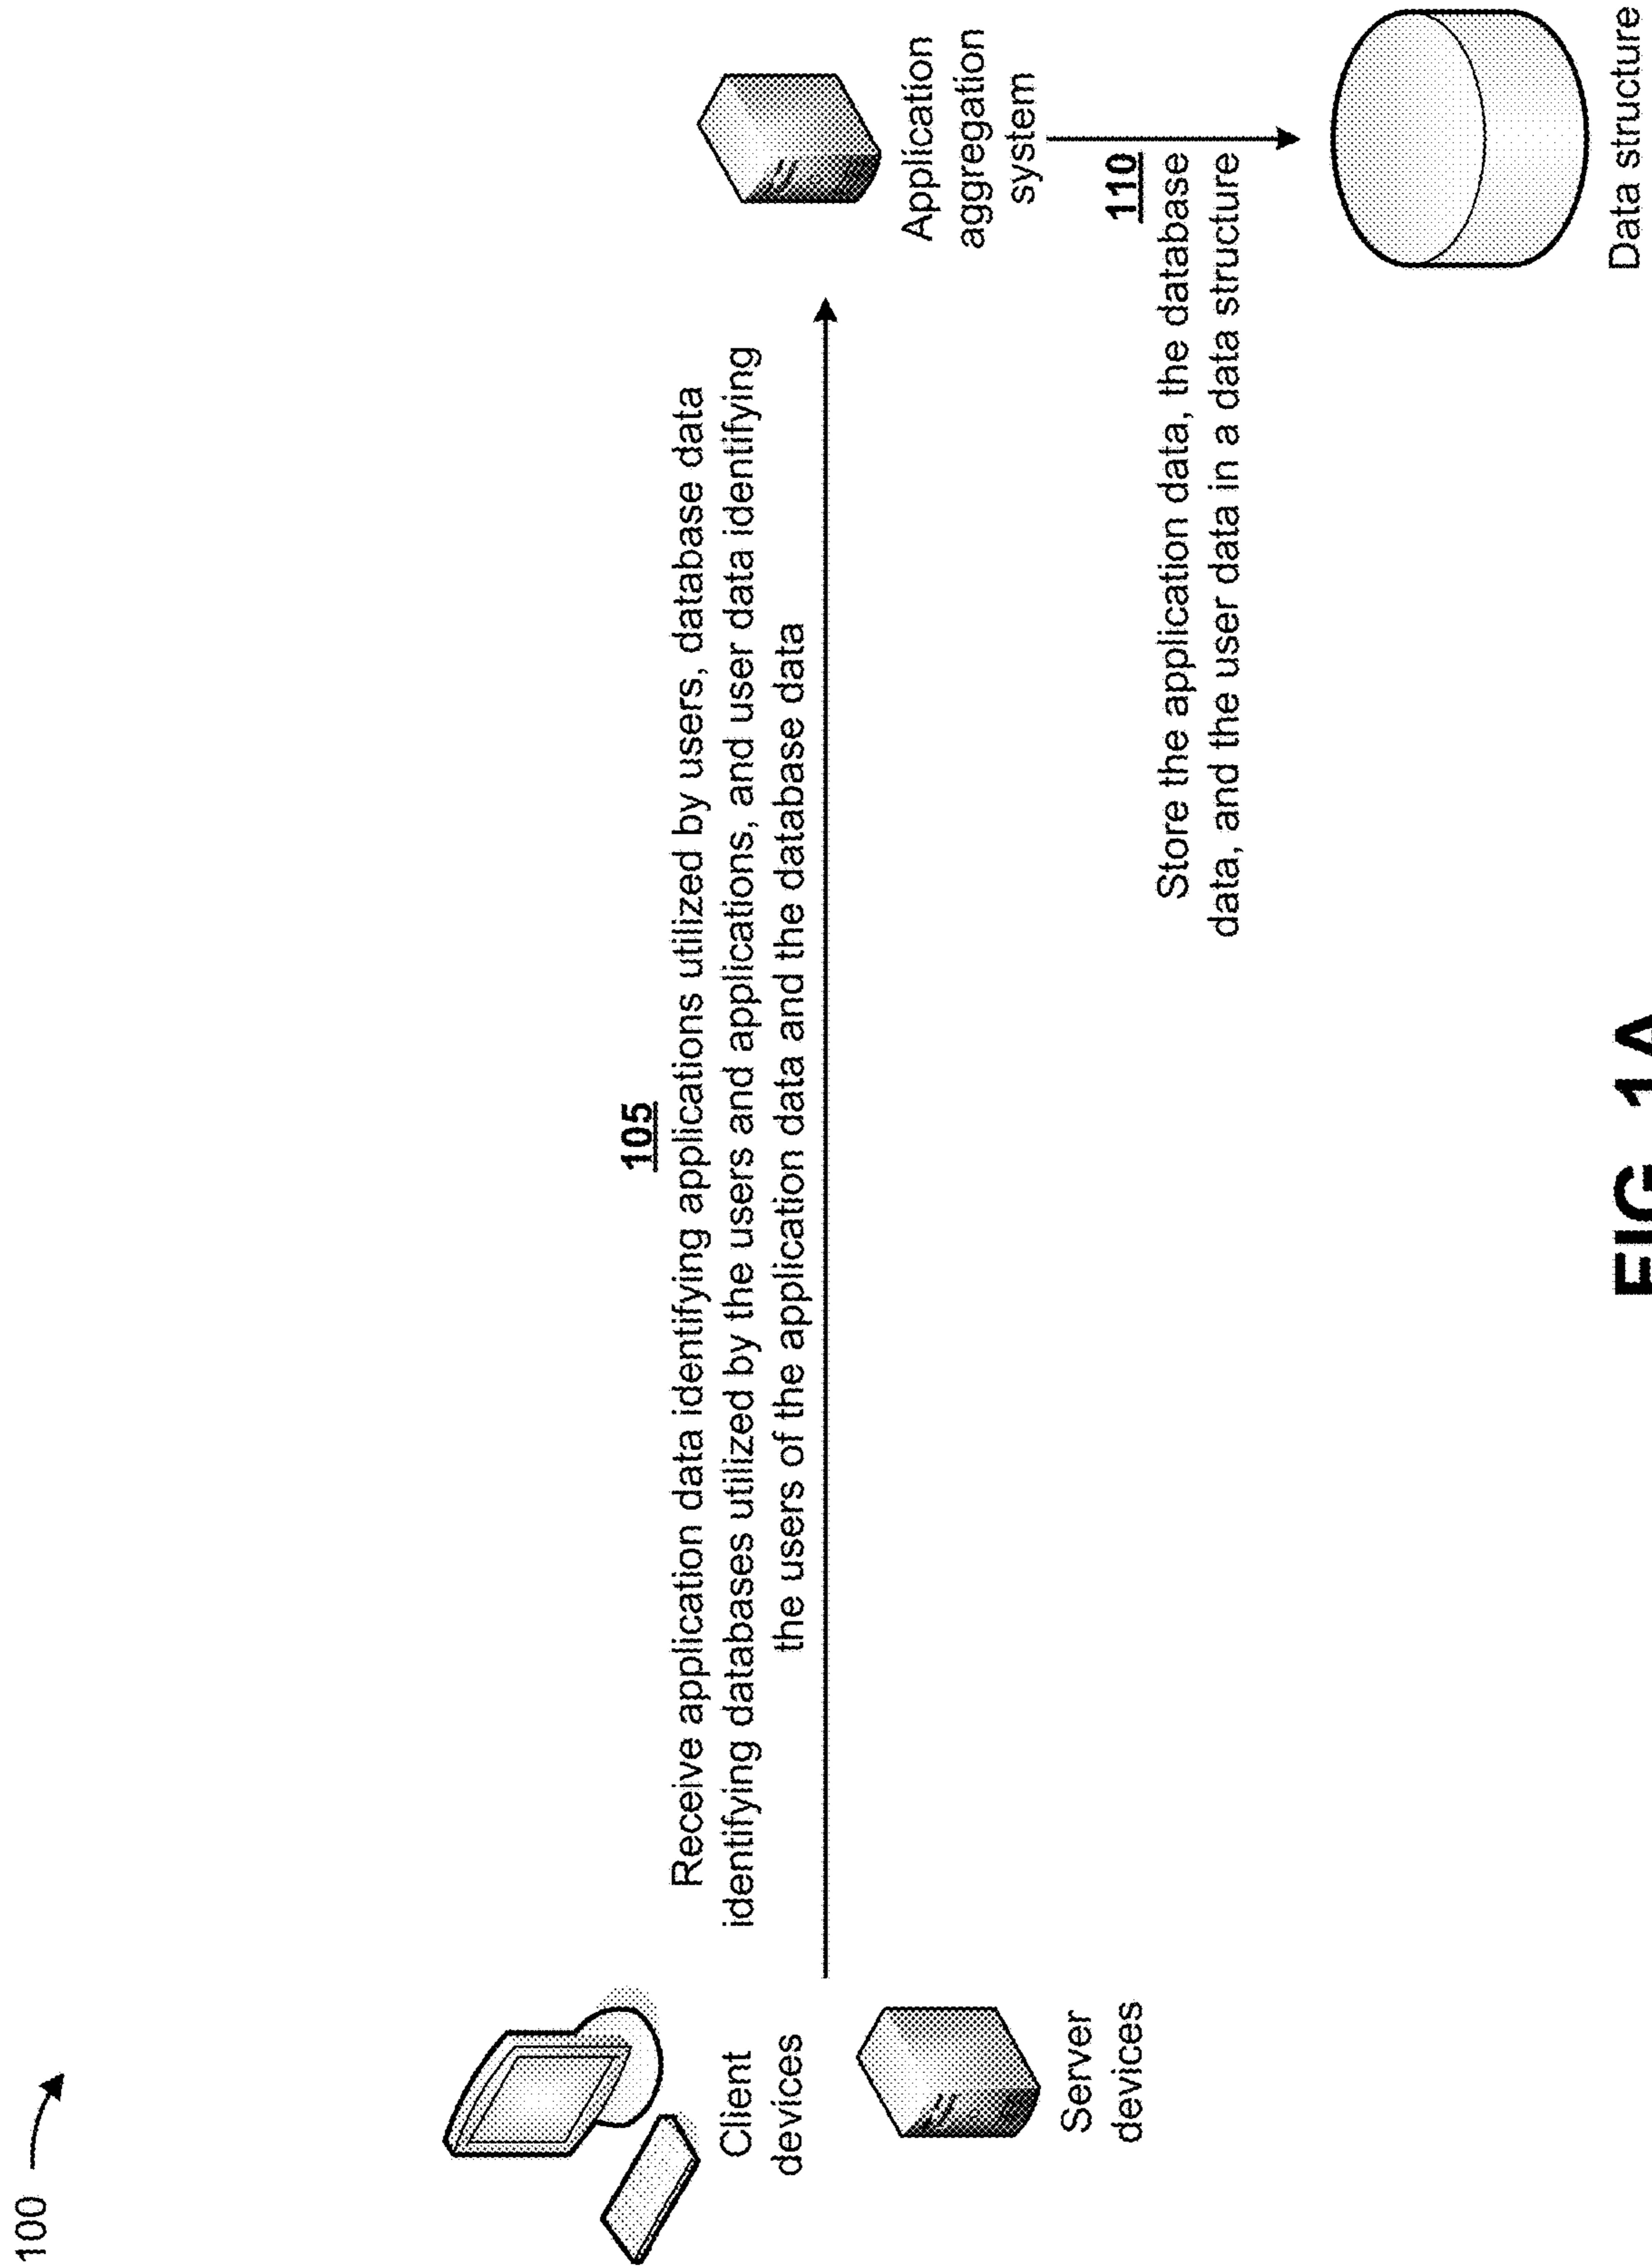 100
105
Receive application data identifying applications utilized by users, database data
identifying databases utilized by the users and applications, and user data identifying
the users of the application data and the database data
Client
devices
Server
devices
Application
aggregation
system
110
Store the application data, the database
data, and the user data in a data structure
Data structure
FIG. 1A